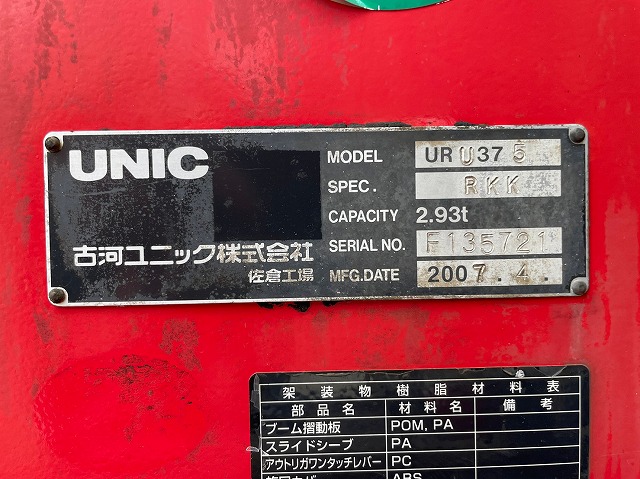 UNIC
MODEL URU375
SPEC. RKK
CAPACITY 2.93t
SERIAL NO. F135721
MFG.DATE 2007.4.
古河ユニック株式会社
佐倉工場
架装物樹脂材料表
部品名 材料名 備考
ブーム摺動板 POM, PA
スライドシーブ PA
アウトリガワンタッチレバー PC
ABS